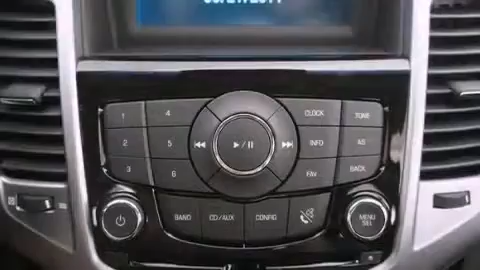 1 4 CLOCK TONE
2 5 INFO AS
3 6 FAV BACK
BAND CD/AUX CONFIG
MENU
SEL